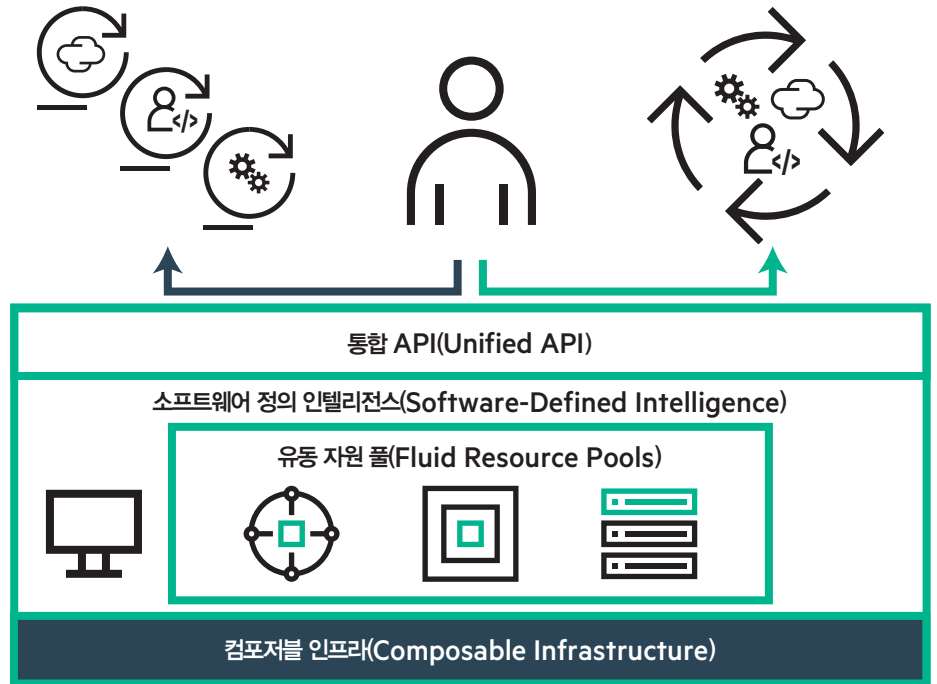 </>
</>
통합 API(Unified API)
소프트웨어 정의 인텔리전스(Software-Defined Intelligence)
유동 자원 풀(Fluid Resource Pools)
컴포저블 인프라(Composable Infrastructure)